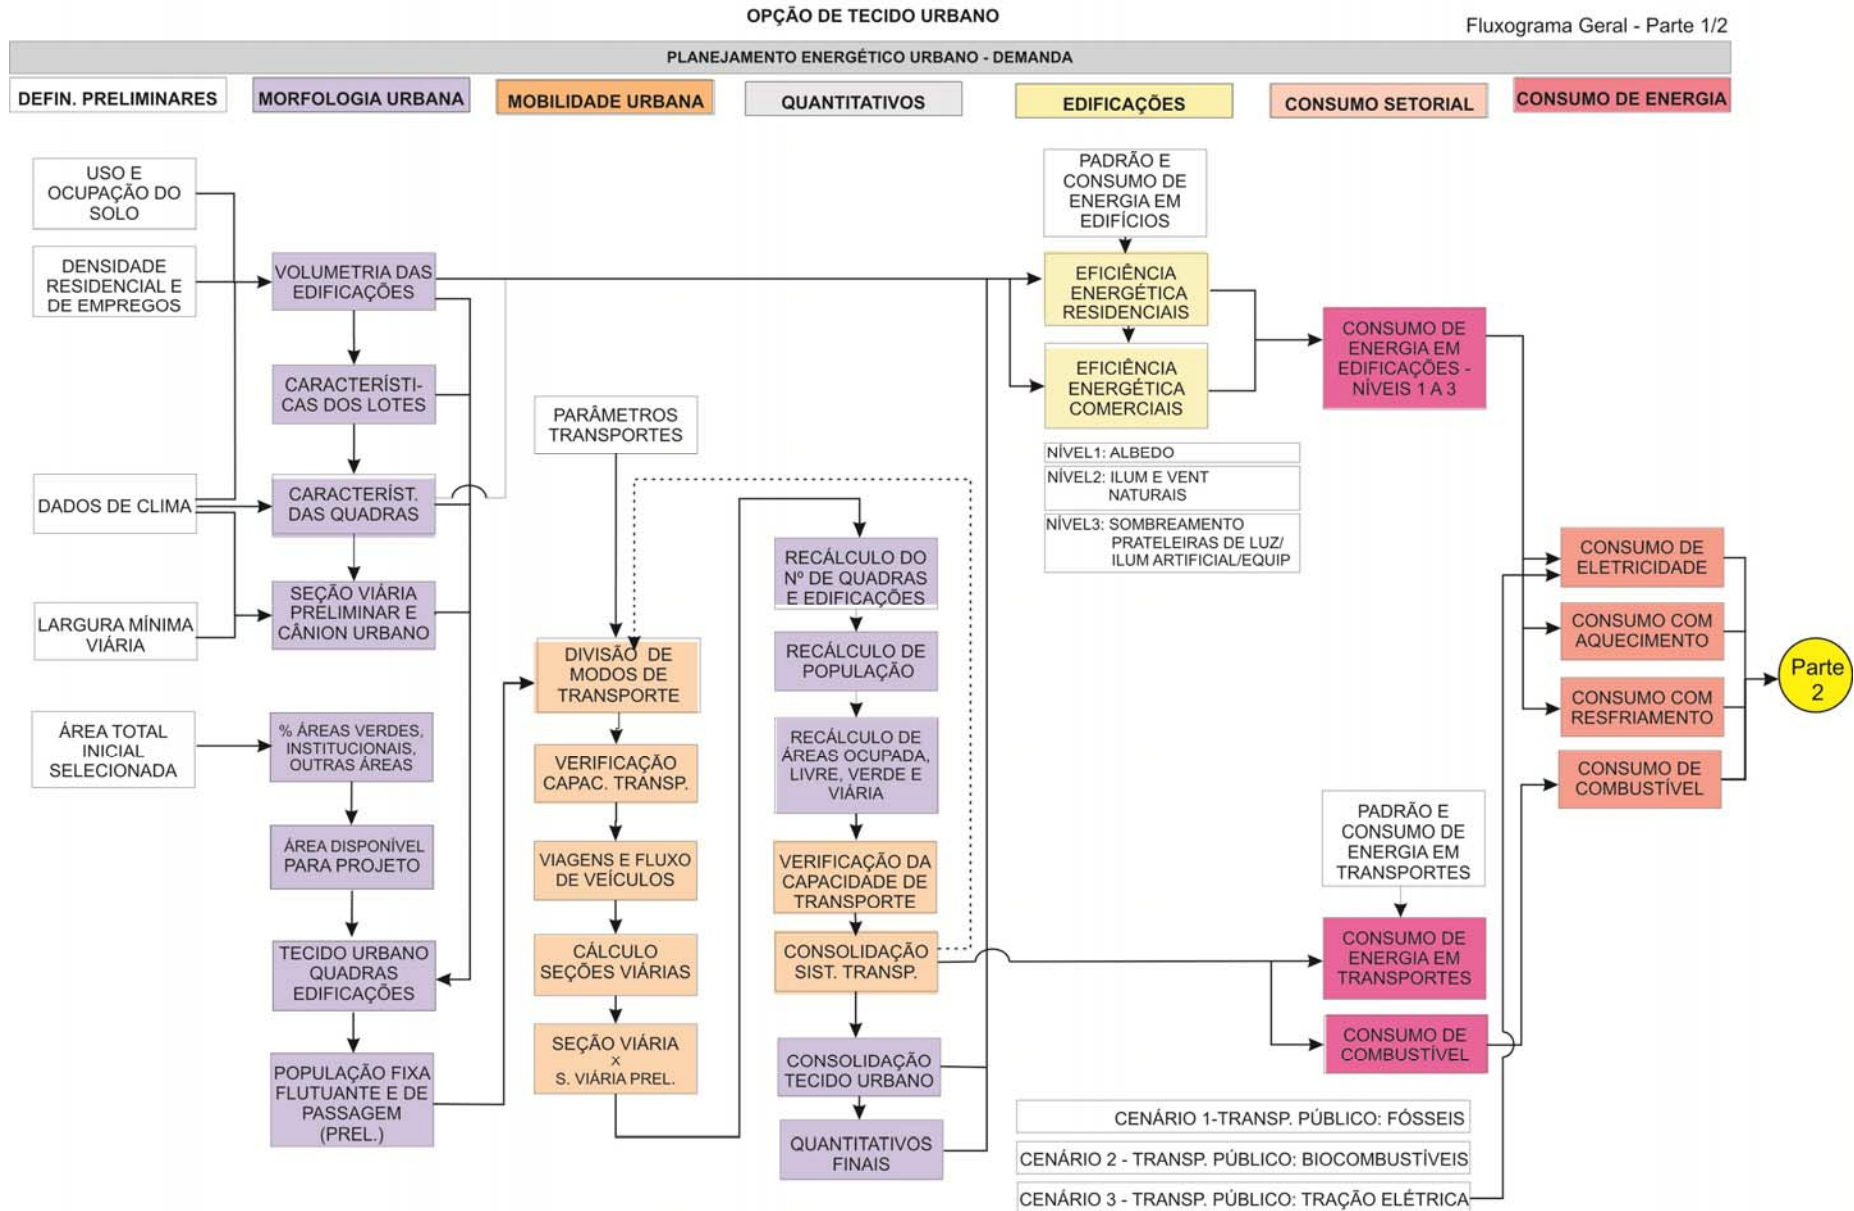 OPÇÃO DE TECIDO URBANO
Fluxograma Geral - Parte 1/2
PLANEJAMENTO ENERGÉTICO URBANO - DEMANDA
DEFIN. PRELIMINARES
MORFOLOGIA URBANA
MOBILIDADE URBANA
QUANTITATIVOS
EDIFICAÇÕES
CONSUMO SETORIAL
CONSUMO DE ENERGIA
USO E
OCUPAÇÃO DO
SOLO
DENSIDADE
RESIDENCIAL E
DE EMPREGOS
DADOS DE CLIMA
LARGURA MÍNIMA
VIÁRIA
ÁREA TOTAL
INICIAL
SELECIONADA
VOLUMETRIA DAS
EDIFICAÇÕES
CARACTERÍSTI-
CAS DOS LOTES
CARACTERÍST.
DAS QUADRAS
SEÇÃO VIÁRIA
PRELIMINAR E
CÂNION URBANO
% ÁREAS VERDES,
INSTITUCIONAIS,
OUTRAS ÁREAS
ÁREA DISPONÍVEL
PARA PROJETO
TECIDO URBANO
QUADRAS
EDIFICAÇÕES
POPULAÇÃO FIXA
FLUTUANTE E DE
PASSAGEM
(PREL.)
PARÂMETROS
TRANSPORTES
DIVISÃO DE
MODOS DE
TRANSPORTE
VERIFICAÇÃO
CAPAC. TRANSP.
VIAGENS E FLUXO
DE VEÍCULOS
CÁLCULO
SEÇÕES VIÁRIAS
SEÇÃO VIÁRIA
X
S. VIÁRIA PREL.
RECÁLCULO DO
Nº DE QUADRAS
E EDIFICAÇÕES
RECÁLCULO DE
POPULAÇÃO
RECÁLCULO DE
ÁREAS OCUPADA,
LIVRE, VERDE E
VIÁRIA
VERIFICAÇÃO DA
CAPACIDADE DE
TRANSPORTE
CONSOLIDAÇÃO
SIST. TRANSP.
CONSOLIDAÇÃO
TECIDO URBANO
QUANTITATIVOS
FINAIS
PADRÃO E
CONSUMO DE
ENERGIA EM
EDIFÍCIOS
EFICIÊNCIA
ENERGÉTICA
RESIDENCIAIS
EFICIÊNCIA
ENERGÉTICA
COMERCIAIS
NÍVEL1: ALBEDO
NÍVEL2: ILUM E VENT
NATURAIS
NÍVEL3: SOMBREAMENTO
PRATELEIRAS DE LUZ/
ILUM ARTIFICIAL/EQUIP
CONSUMO DE
ENERGIA EM
EDIFICAÇÕES -
NÍVEIS 1 A 3
PADRÃO E
CONSUMO DE
ENERGIA EM
TRANSPORTES
CONSUMO DE
ENERGIA EM
TRANSPORTES
CONSUMO DE
COMBUSTÍVEL
CENÁRIO 1-TRANSP. PÚBLICO: FÓSSEIS
CENÁRIO 2 - TRANSP. PÚBLICO: BIOCOMBUSTÍVEIS
CENÁRIO 3 - TRANSP. PÚBLICO: TRAÇÃO ELÉTRICA
CONSUMO DE
ELETRICIDADE
CONSUMO COM
AQUECIMENTO
CONSUMO COM
RESFRIAMENTO
CONSUMO DE
COMBUSTÍVEL
Parte
2